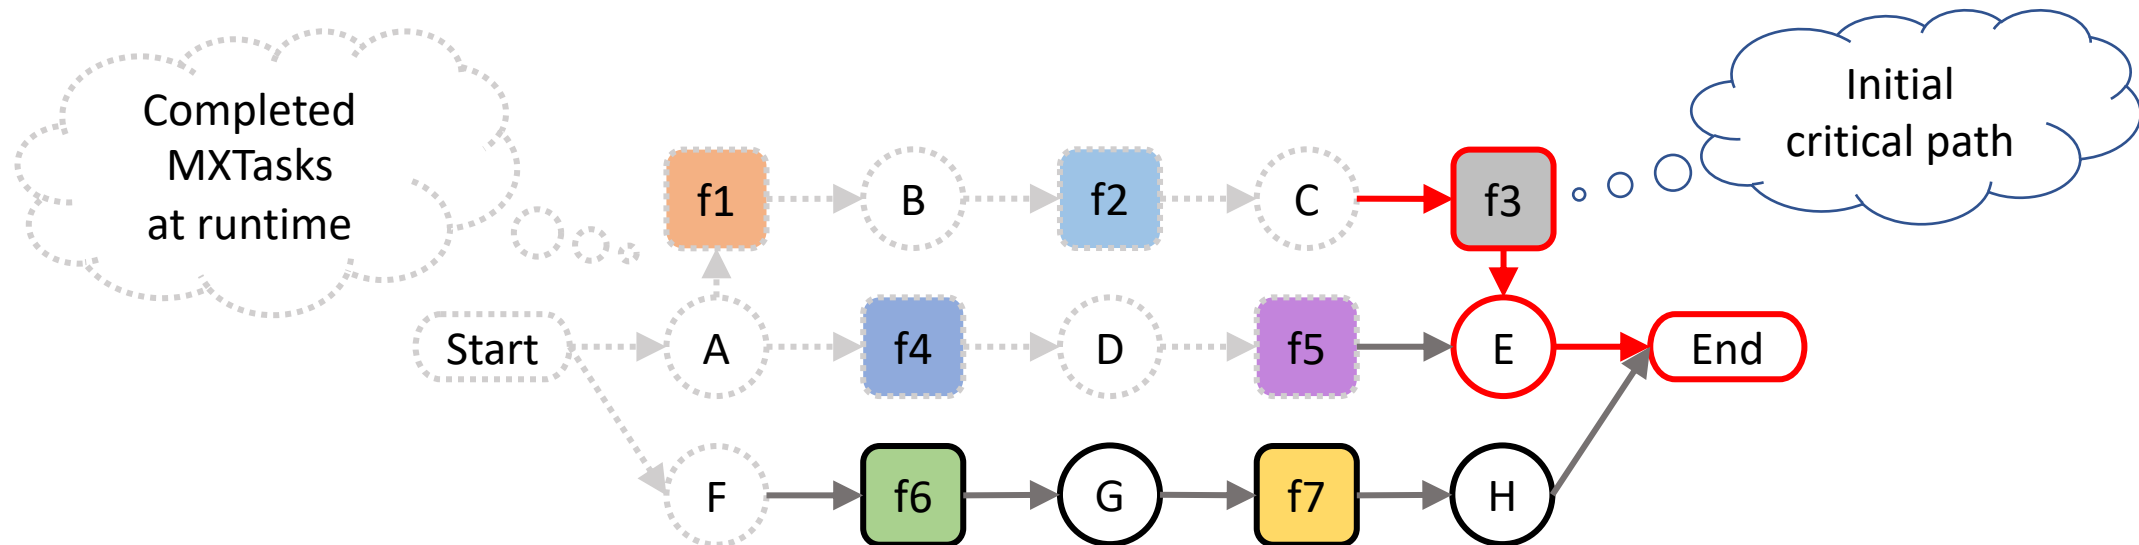 Completed
MXTasks
at runtime
Initial
critical path
f1
B
f2
C
f3
Start
A
f4
D
f5
E
End
F
f6
G
f7
H